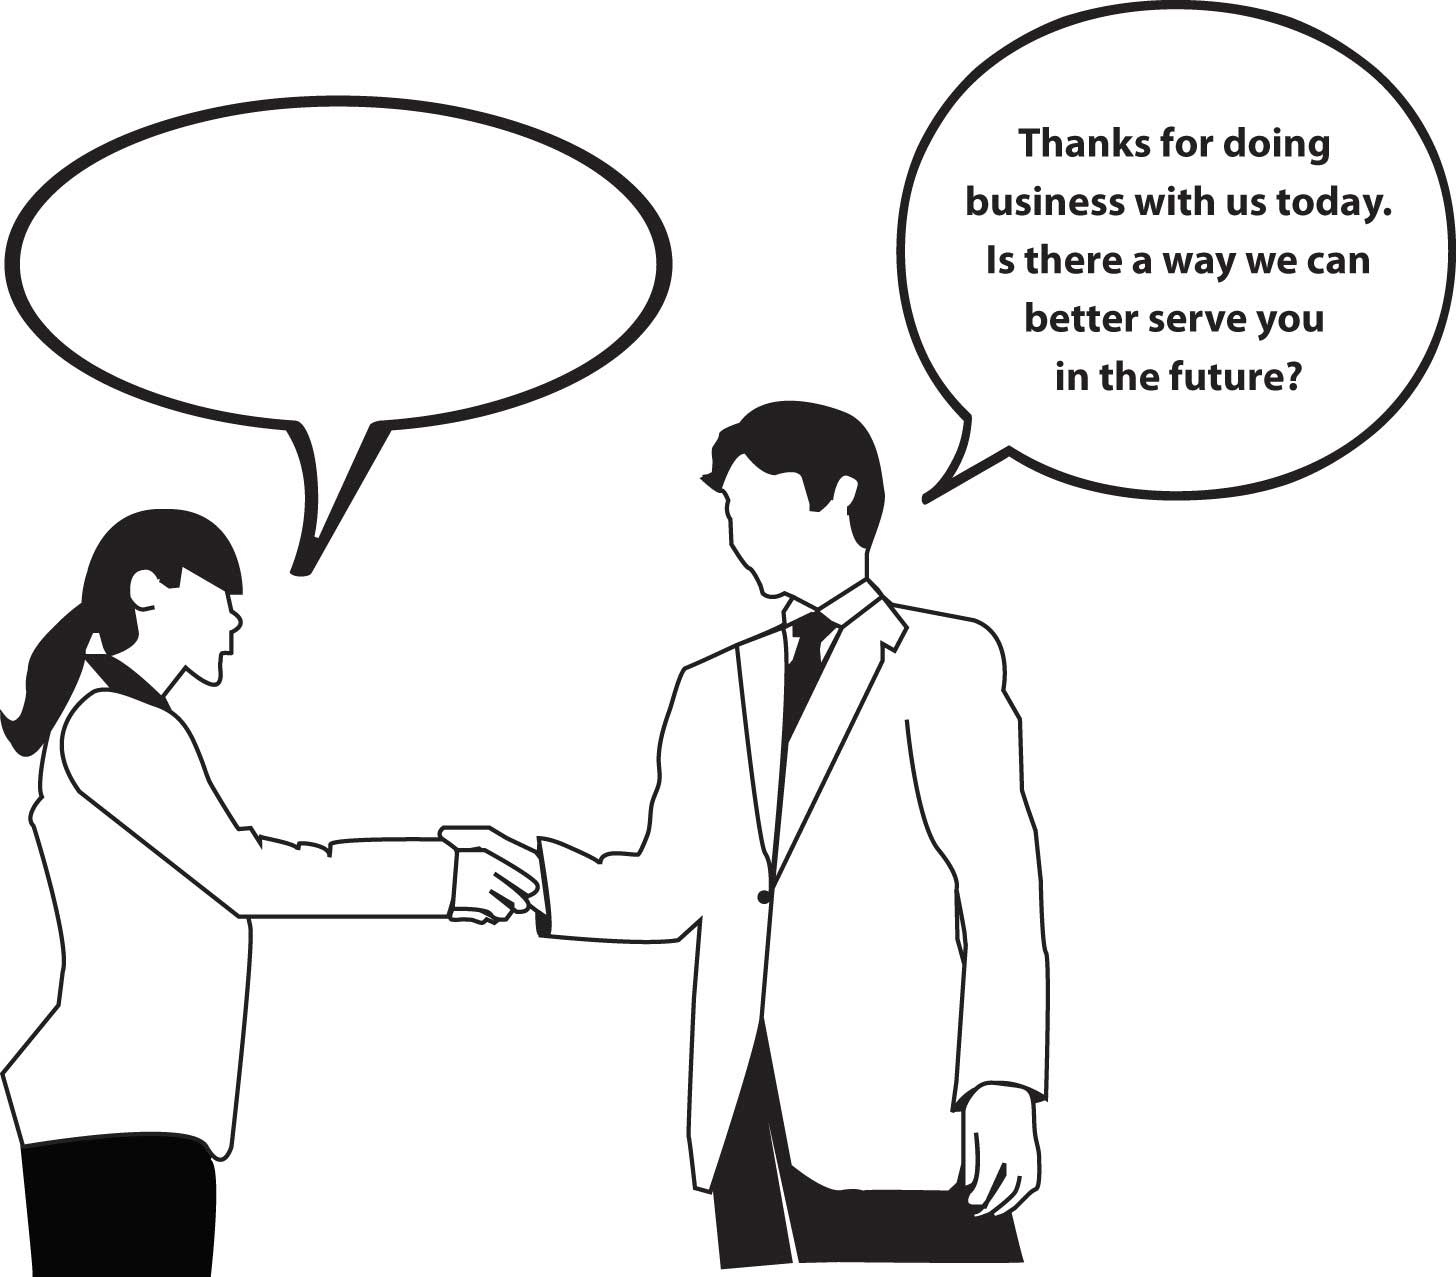 Thanks for doing
business with us today.
Is there a way we can
better serve you
in the future?